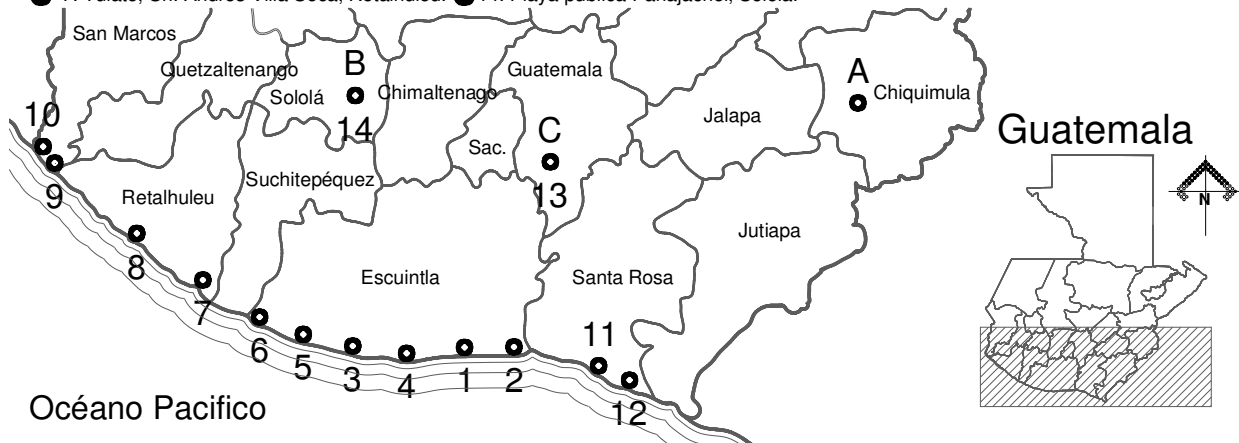 San Marcos
Quetzaltenango
B
Sololá
Chimaltenago
Guatemala
A
Chiquimula
10
14
Jalapa
C
Sac.
Guatemala
9
Retalhuleu
Suchitepéquez
13
N
Jutiapa
8
Escuintla
Santa Rosa
7
6
5
3
4
1
2
11
12
Océano Pacifico